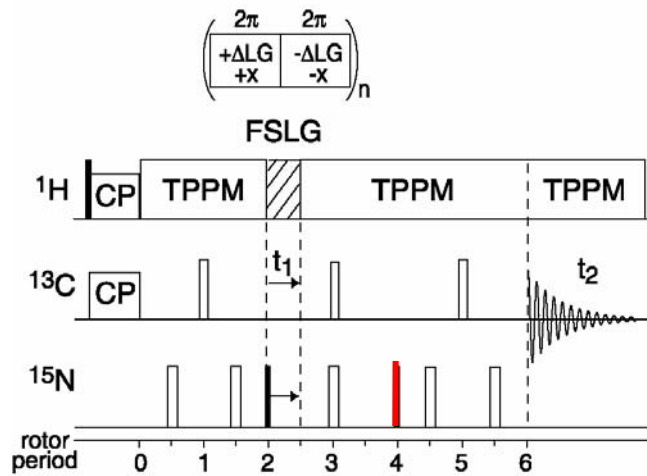 2π 2π
+ΔLG -ΔLG
+x -x
n
FSLG
¹H CP TPPM TPPM TPPM
¹³C CP t₁ t₂
¹⁵N
rotor
period 0 1 2 3 4 5 6